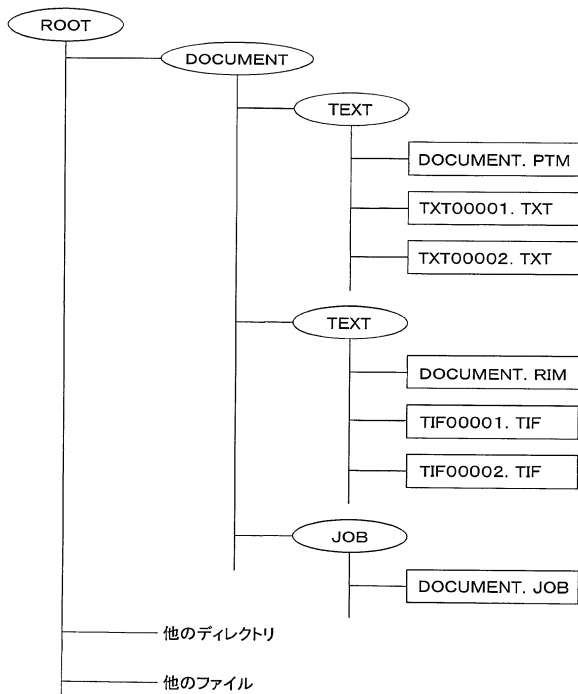 ROOT
DOCUMENT
TEXT
DOCUMENT. PTM
TXT00001. TXT
TXT00002. TXT
TEXT
DOCUMENT. RIM
TIF00001. TIF
TIF00002. TIF
JOB
DOCUMENT. JOB
他のディレクトリ
他のファイル